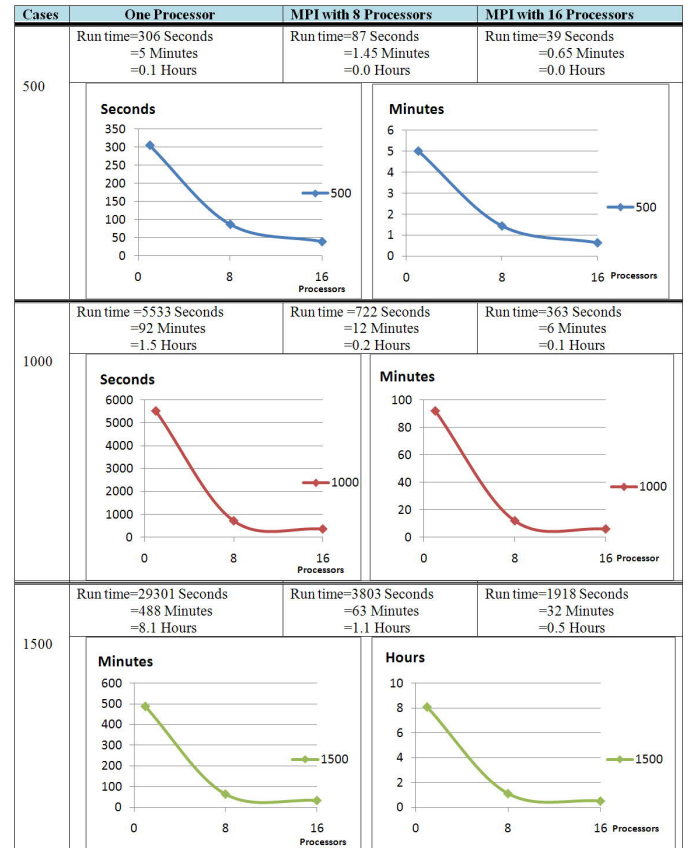 Cases One Processor MPI with 8 Processors MPI with 16 Processors
500
Run time=306 Seconds
=5 Minutes
=0.1 Hours
Run time=87 Seconds
=1.45 Minutes
=0.0 Hours
Run time=39 Seconds
=0.65 Minutes
=0.0 Hours
Seconds
350
300
250
200
150
100
50
0
0 8 16
Processors
500
Minutes
6
5
4
3
2
1
0
0 8 16
Processors
500
1000
Run time =5533 Seconds
=92 Minutes
=1.5 Hours
Run time =722 Seconds
=12 Minutes
=0.2 Hours
Run time=363 Seconds
=6 Minutes
=0.1 Hours
Seconds
6000
5000
4000
3000
2000
1000
0
0 8 16
Processors
1000
Minutes
100
80
60
40
20
0
0 8 16 Processor
1000
1500
Run time=29301 Seconds
=488 Minutes
=8.1 Hours
Run time=3803 Seconds
=63 Minutes
=1.1 Hours
Run time=1918 Seconds
=32 Minutes
=0.5 Hours
Minutes
600
500
400
300
200
100
0
0 8 16
Processors
1500
Hours
10
8
6
4
2
0
0 8 16 Processors
1500